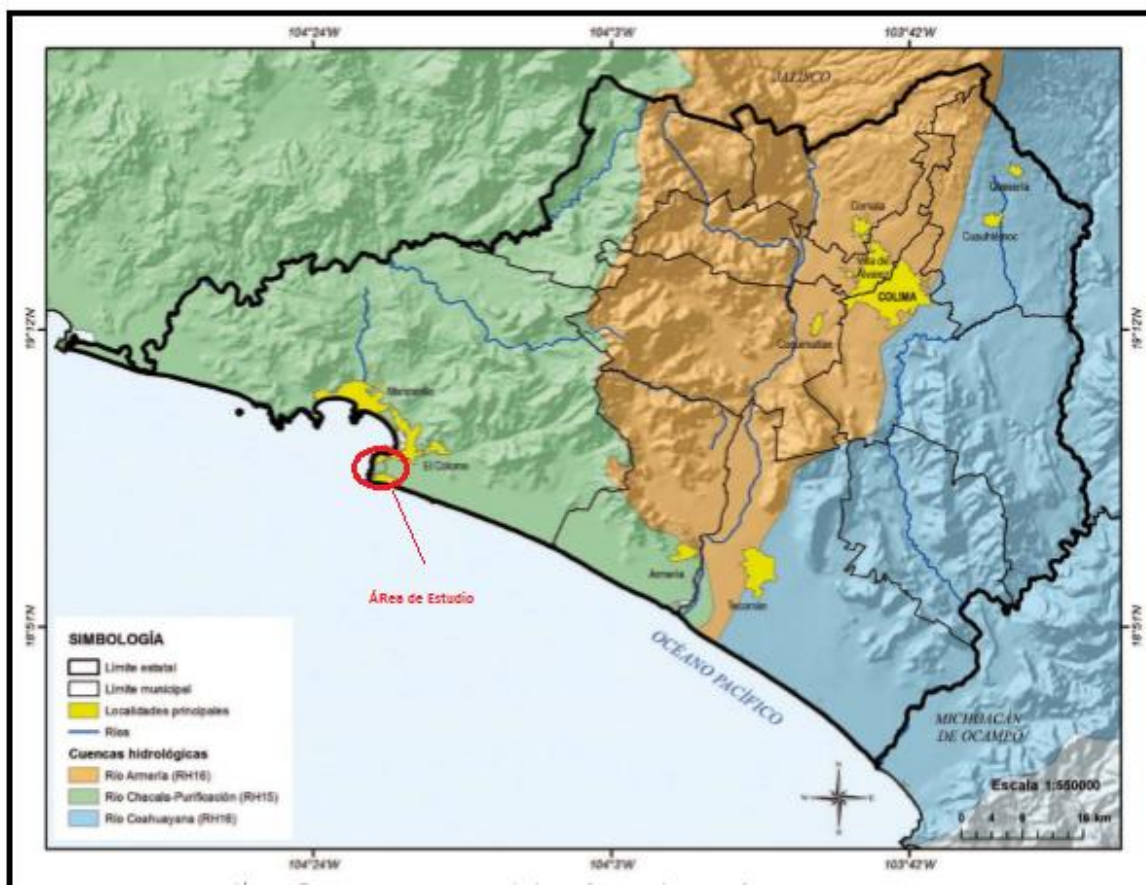 104°24'W
104°3'W
103°42'W
JALISCO
Quesería
Comala
Cuauhtémoc
Villa de
Álvarez
COLIMA
19°12'N
19°12'N
Coquimatlán
Manzanillo
El Colomo
ÁRea de Estudio
Armería
Tecomán
18°51'N
18°51'N
OCÉANO PACÍFICO
MICHOACÁN
DE OCAMPO
SIMBOLOGÍA
Límite estatal
Límite municipal
Localidades principales
Ríos
Cuencas hidrológicas
Río Armería (RH16)
Río Chacala-Purificación (RH15)
Río Coahuayana (RH16)
Escala 1:550000
0 4 8 16 km
104°24'W
104°3'W
103°42'W